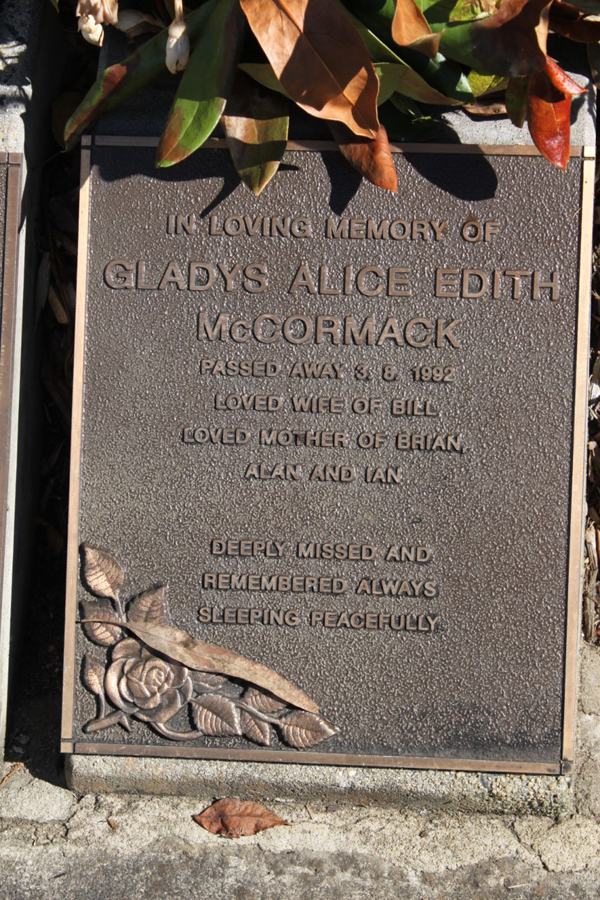 IN LOVING MEMORY OF
GLADYS ALICE EDITH
McCORMACK
PASSED AWAY 3. 8. 1992
LOVED WIFE OF BILL
LOVED MOTHER OF BRIAN,
ALAN AND IAN
DEEPLY MISSED AND
REMEMBERED ALWAYS
SLEEPING PEACEFULLY